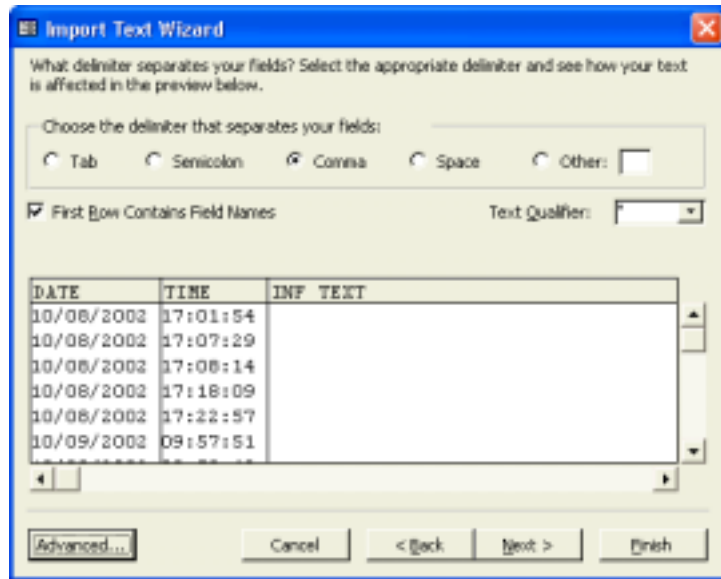 Import Text Wizard
What delimiter separates your fields? Select the appropriate delimiter and see how your text
is affected in the preview below.
Choose the delimiter that separates your fields:
Tab Semicolon Comma Space Other:
First Row Contains Field Names Text Qualifier: "
DATE TIME INF TEXT
10/08/2002 17:01:54
10/08/2002 17:07:29
10/08/2002 17:08:14
10/08/2002 17:18:09
10/08/2002 17:22:57
10/09/2002 09:57:51
Advanced... Cancel < Back Next > Finish